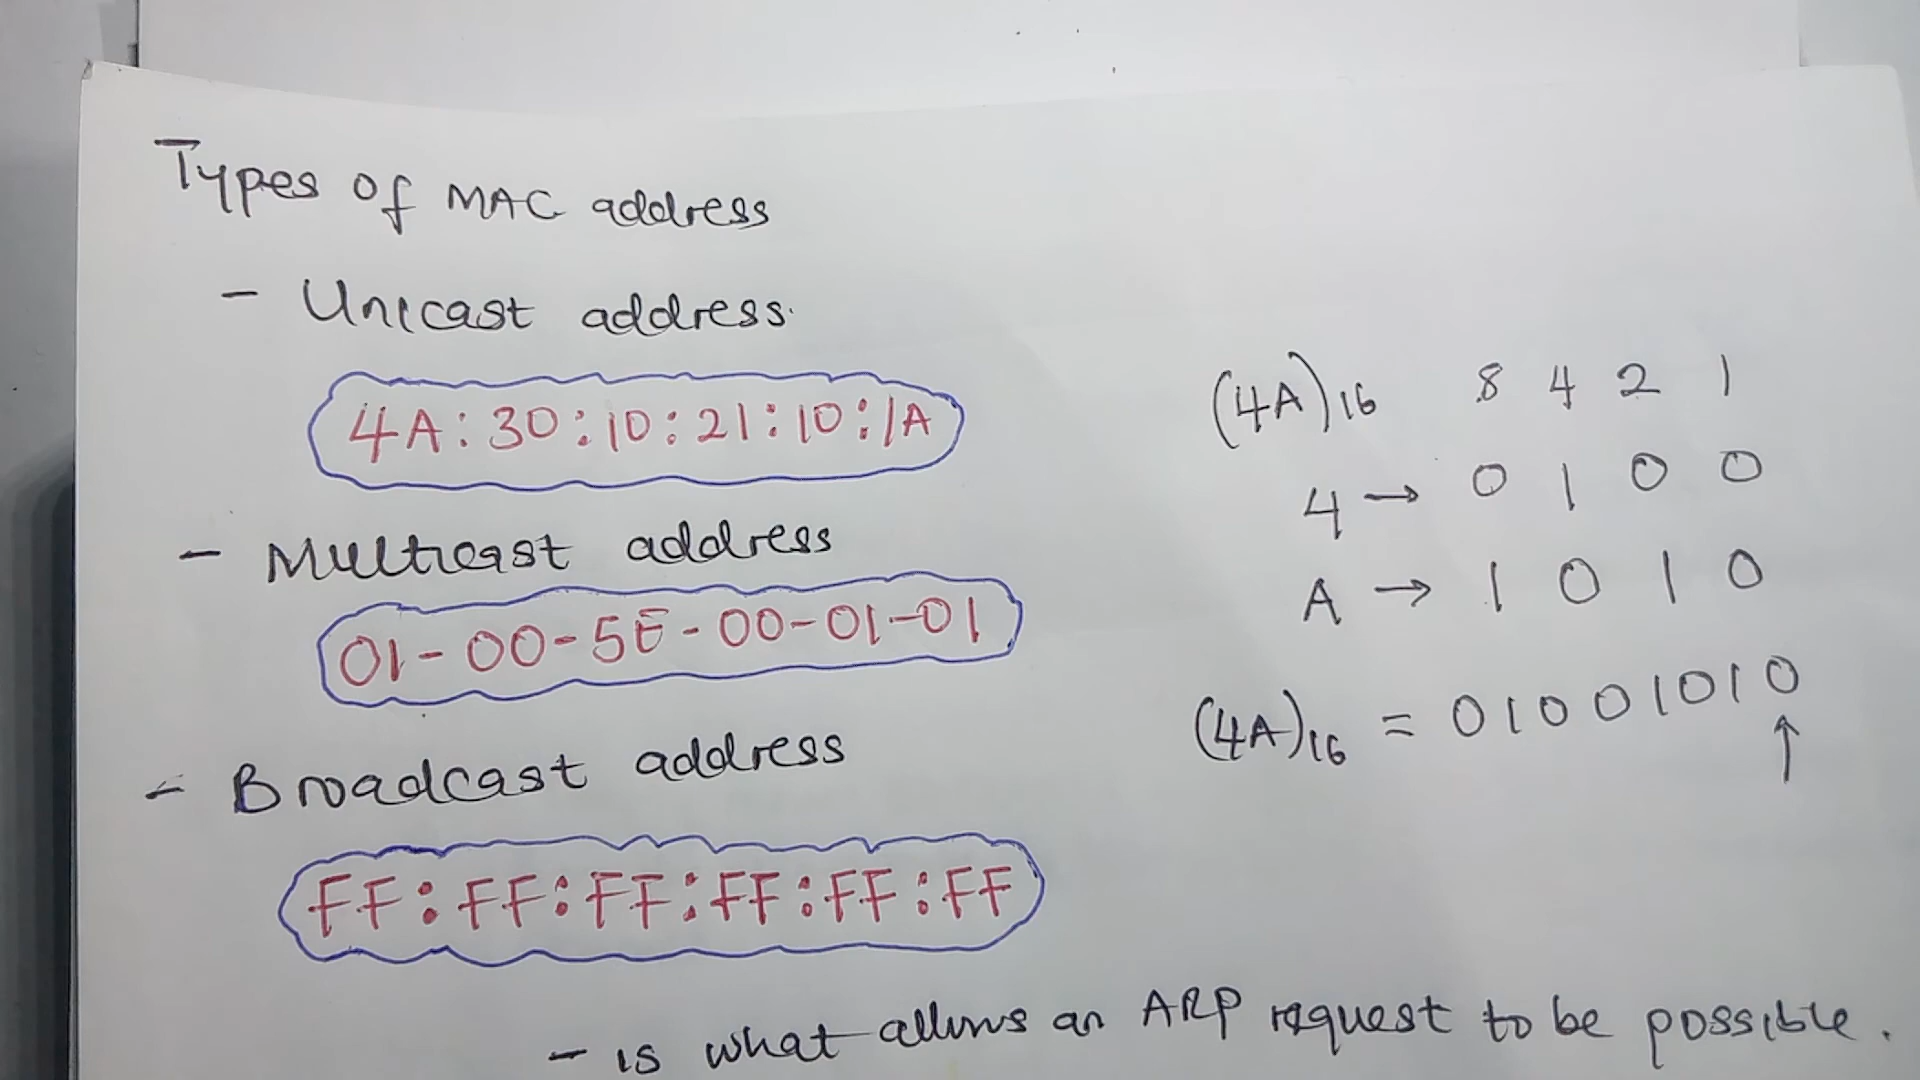 Types of MAC address
- Unicast address.
4A:30:10:21:10:1A
- Multicast address
01-00-5E-00-01-01
- Broadcast address
FF:FF:FF:FF:FF:FF
- is what allows an ARP request to be possible.
(4A)16 8 4 2 1
4 → 0 1 0 0
A → 1 0 1 0
(4A)16 = 01001010
↑